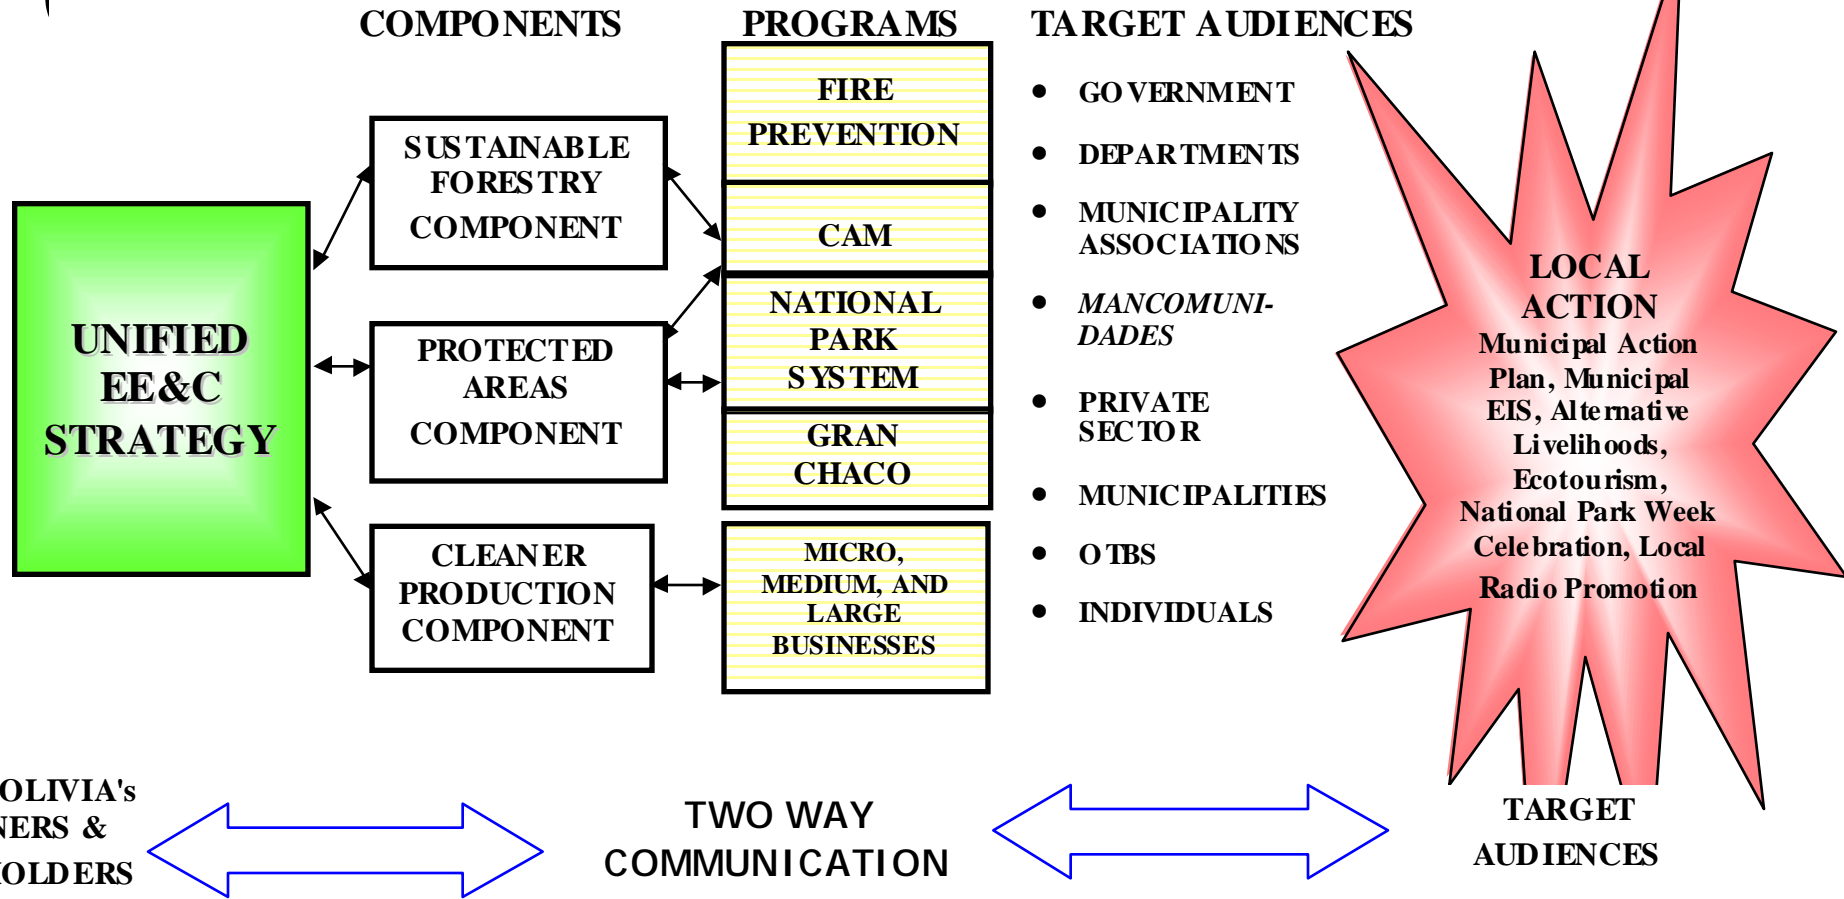 COMPONENTS
PROGRAMS
TARGET AUDIENCES
UNIFIED
EE&C
STRATEGY
SUSTAINABLE
FORESTRY
COMPONENT
PROTECTED
AREAS
COMPONENT
CLEANER
PRODUCTION
COMPONENT
FIRE
PREVENTION
CAM
NATIONAL
PARK
SYSTEM
GRAN
CHACO
MICRO,
MEDIUM, AND
LARGE
BUSINESSES
• GOVERNMENT
• DEPARTMENTS
• MUNICIPALITY
ASSOCIATIONS
• MANCOMUNI-
DADES
• PRIVATE
SECTOR
• MUNICIPALITIES
• OTBS
• INDIVIDUALS
LOCAL
ACTION
Municipal Action
Plan, Municipal
EIS, Alternative
Livelihoods,
Ecotourism,
National Park Week
Celebration, Local
Radio Promotion
OLIVIA's
NERS &
HOLDERS
TWO WAY
COMMUNICATION
TARGET
AUDIENCES